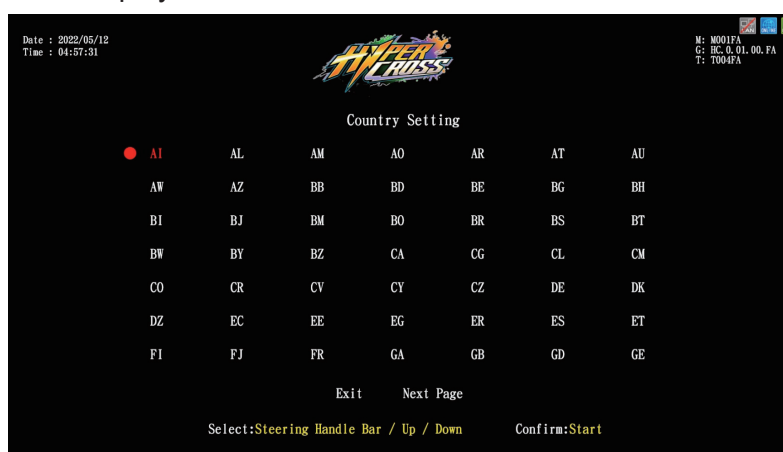 Date : 2022/05/12
Time : 04:57:31
HYPER CROSS
LAN ONLINE
M: M001FA
G: HC.0.01.00.FA
T: T004FA
Country Setting
AI AL AM AO AR AT AU
AW AZ BB BD BE BG BH
BI BJ BM BO BR BS BT
BW BY BZ CA CG CL CM
CO CR CV CY CZ DE DK
DZ EC EE EG ER ES ET
FI FJ FR GA GB GD GE
Exit Next Page
Select:Steering Handle Bar / Up / Down Confirm:Start